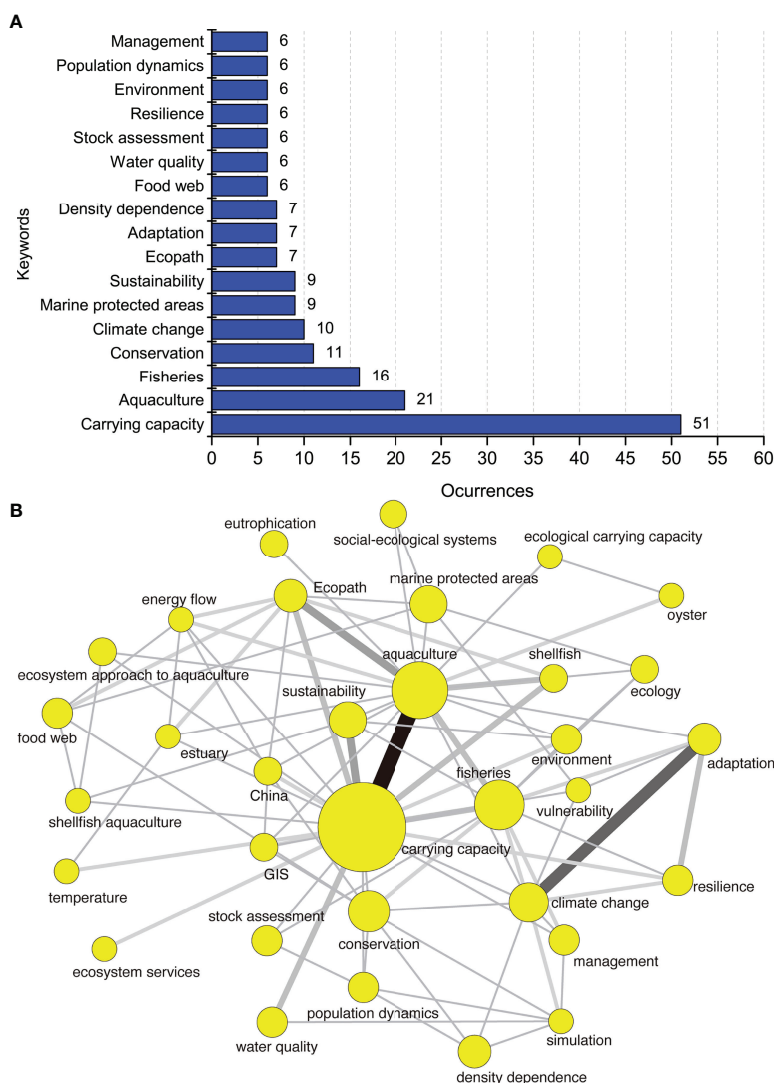 A
Keywords
Management 6
Population dynamics 6
Environment 6
Resilience 6
Stock assessment 6
Water quality 6
Food web 6
Density dependence 7
Adaptation 7
Ecopath 7
Sustainability 9
Marine protected areas 9
Climate change 10
Conservation 11
Fisheries 16
Aquaculture 21
Carrying capacity 51
0 5 10 15 20 25 30 35 40 45 50 55 60
Ocurrences
B
eutrophication
social-ecological systems
ecological carrying capacity
Ecopath
marine protected areas
energy flow
oyster
aquaculture
shellfish
ecosystem approach to aquaculture
ecology
sustainability
food web
estuary
environment
adaptation
fisheries
China
vulnerability
shellfish aquaculture
carrying capacity
GIS
temperature
resilience
climate change
stock assessment
conservation
management
ecosystem services
population dynamics
simulation
water quality
density dependence